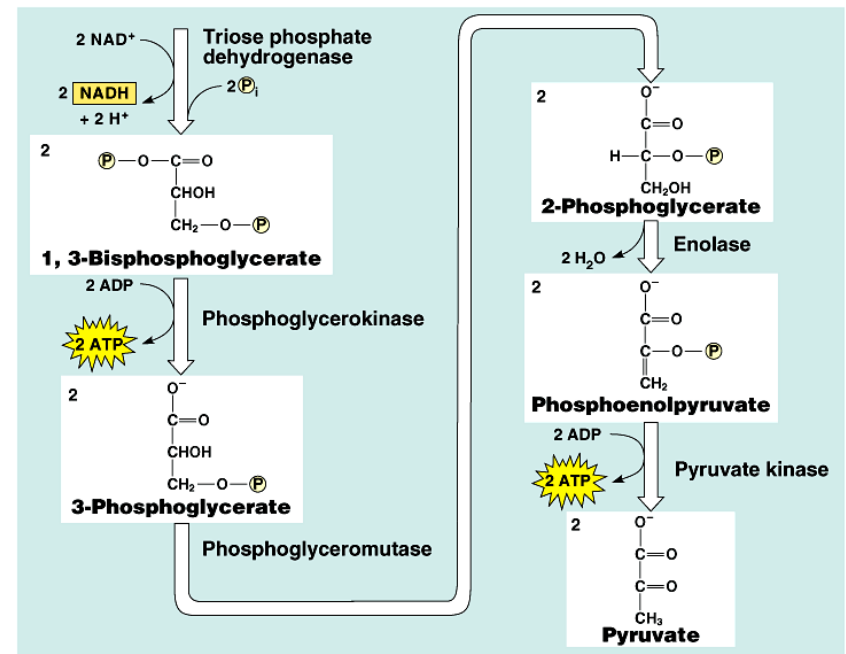 2 NAD⁺
Triose phosphate
dehydrogenase
2 NADH
+ 2 H⁺
2 Pᵢ
2
P—O—C=O
CHOH
CH₂—O—P
1, 3-Bisphosphoglycerate
2 ADP
Phosphoglycerokinase
2 ATP
2
O⁻
C=O
CHOH
CH₂—O—P
3-Phosphoglycerate
Phosphoglyceromutase
2
O⁻
C=O
H—C—O—P
CH₂OH
2-Phosphoglycerate
Enolase
2 H₂O
2
O⁻
C=O
C—O—P
CH₂
Phosphoenolpyruvate
2 ADP
Pyruvate kinase
2 ATP
2
O⁻
C=O
C=O
CH₃
Pyruvate